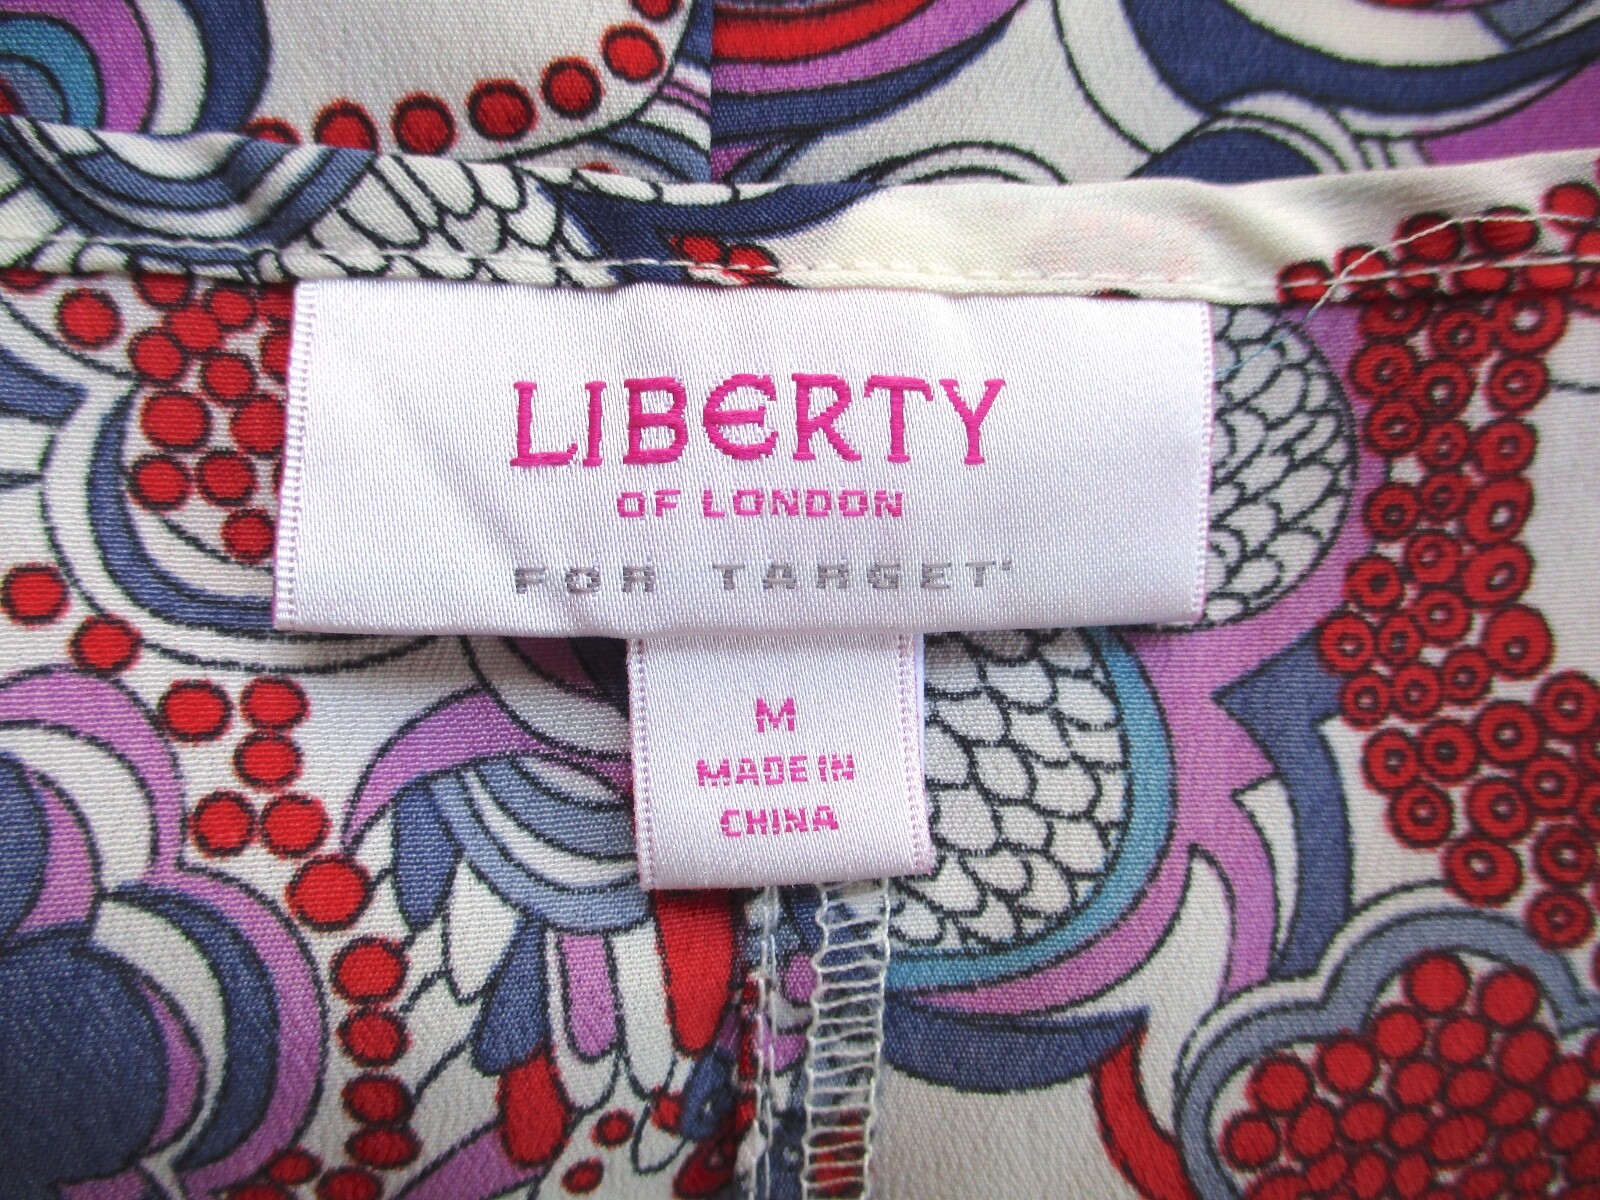 LIBERTY
OF LONDON
FOR TARGET
M
MADE IN
CHINA